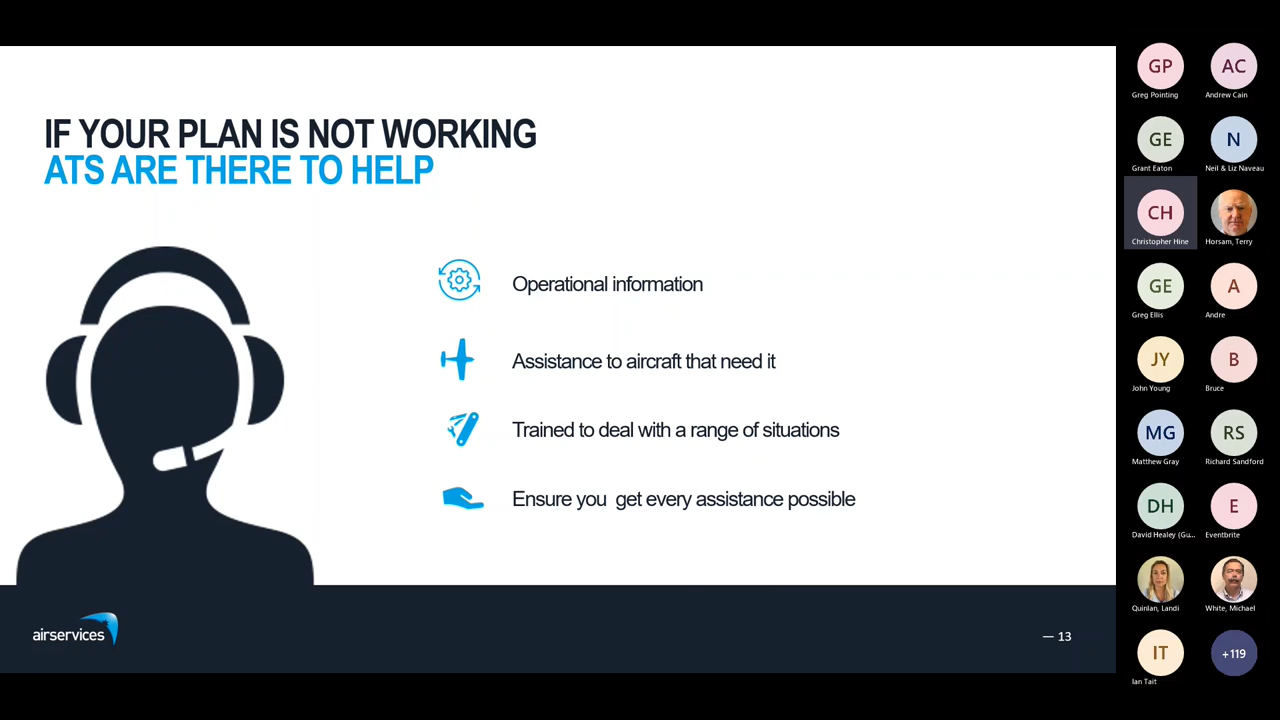 IF YOUR PLAN IS NOT WORKING
ATS ARE THERE TO HELP
Operational information
Assistance to aircraft that need it
Trained to deal with a range of situations
Ensure you  get every assistance possible
airservices
— 13
GP
Greg Pointing
AC
Andrew Cain
GE
Grant Eaton
N
Neil & Liz Naveau
CH
Christopher Hine
Horsam, Terry
GE
Greg Ellis
A
Andre
JY
John Young
B
Bruce
MG
Matthew Gray
RS
Richard Sandford
DH
David Healey (Gu...
E
Eventbrite
Quinlan, Landi
White, Michael
IT
Ian Tait
+119